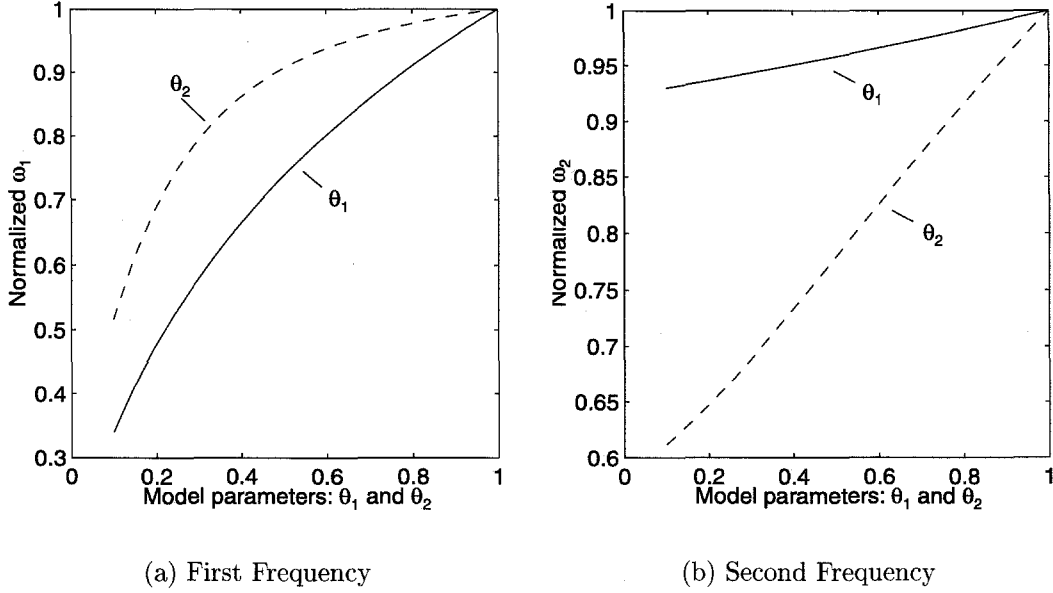 1
0.9
0.8
0.7
0.6
0.5
0.4
0.3
Normalized ω₁
θ₂
θ₁
0 0.2 0.4 0.6 0.8 1
Model parameters: θ₁ and θ₂
(a) First Frequency
1
0.95
0.9
0.85
0.8
0.75
0.7
0.65
0.6
Normalized ω₂
θ₁
θ₂
0 0.2 0.4 0.6 0.8 1
Model parameters: θ₁ and θ₂
(b) Second Frequency